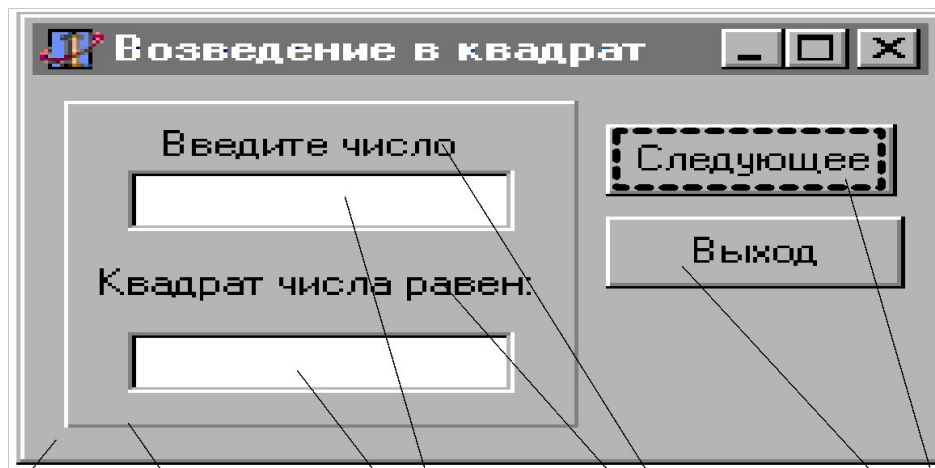 Возведение в квадрат
Введите число
Следующее
Выход
Квадрат числа равен: